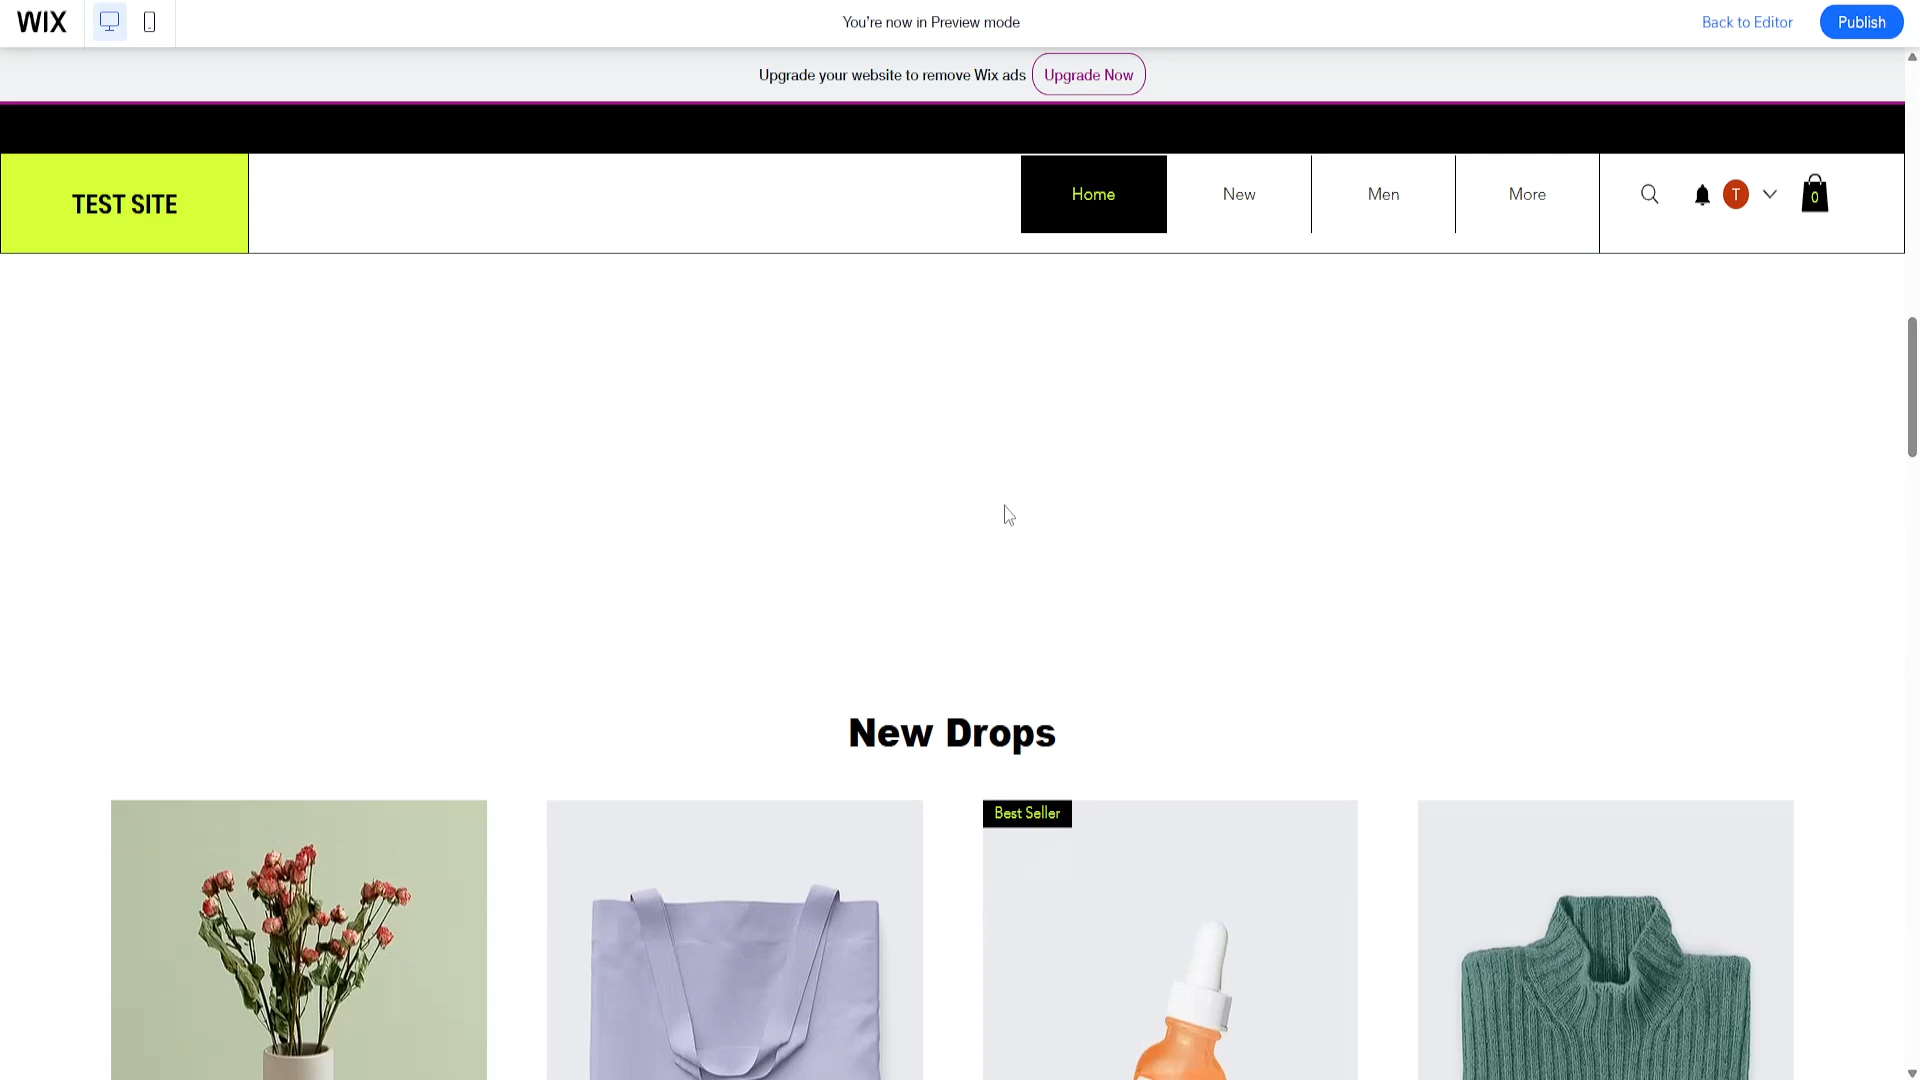 WIX
You're now in Preview mode
Back to Editor
Publish
Upgrade your website to remove Wix ads
Upgrade Now
TEST SITE
Home
New
Men
More
T
0
New Drops
Best Seller